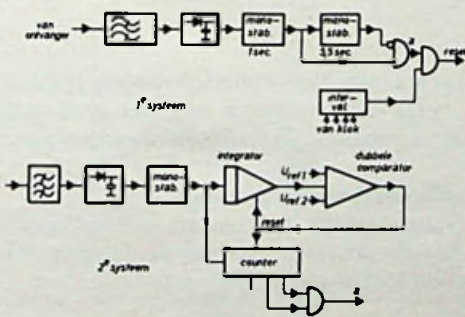 van
ontvanger
mono-
stab.
1 sec.
mono-
stab.
3,5 sec.
a
reset
inter-
val
van klok
1e systeem
integrator
dubbele
comparator
mono-
stab.
Uref 1
Uref 2
reset
counter
2e systeem
a